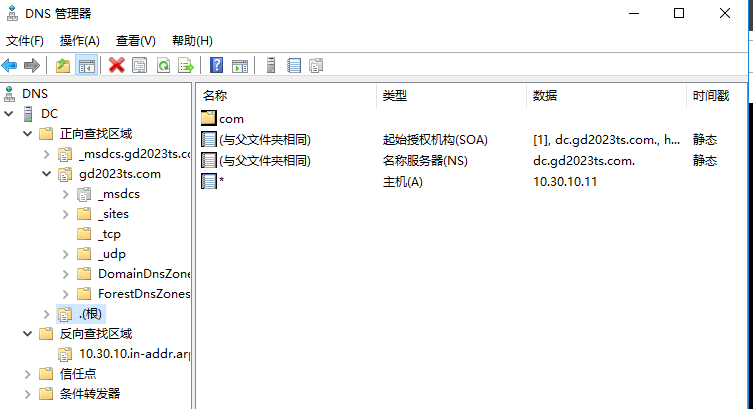 DNS 管理器
文件(F) 操作(A) 查看(V) 帮助(H)
DNS
DC
正向查找区域
_msdcs.gd2023ts.co
gd2023ts.com
_msdcs
_sites
_tcp
_udp
DomainDnsZone
ForestDnsZones
.(根)
反向查找区域
10.30.10.in-addr.arp
信任点
条件转发器
名称 类型 数据 时间戳
com
(与父文件夹相同) 起始授权机构(SOA) [1], dc.gd2023ts.com., h... 静态
(与父文件夹相同) 名称服务器(NS) dc.gd2023ts.com. 静态
* 主机(A) 10.30.10.11